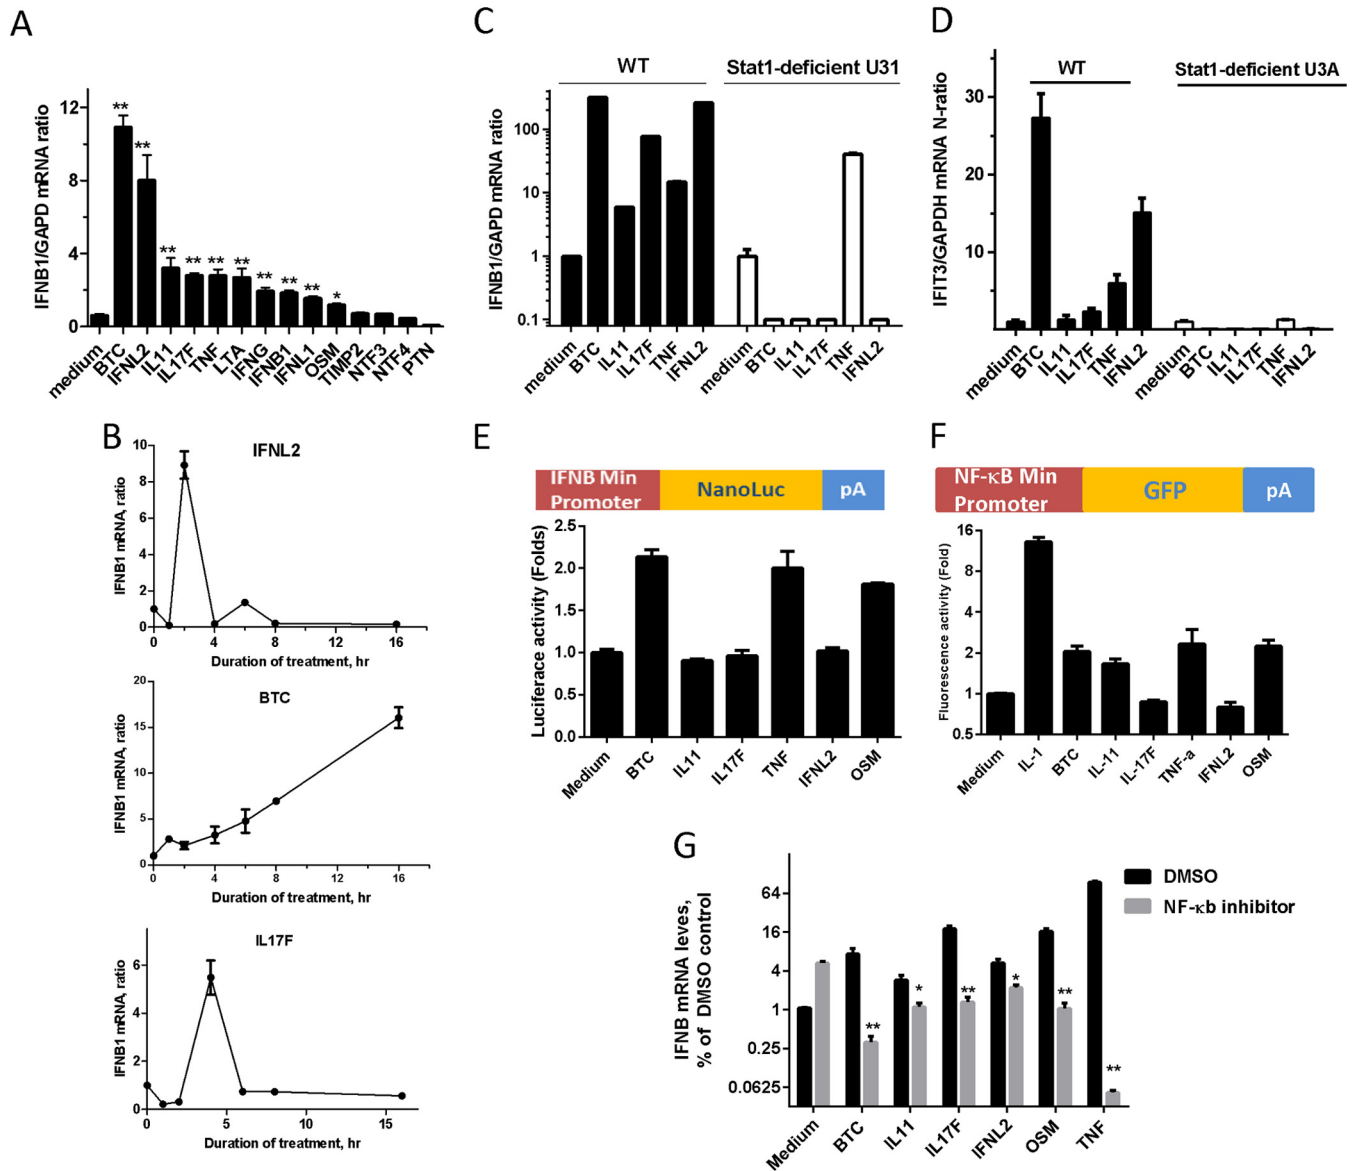 A
IFNB1/GAPD mRNA ratio
12
8
4
0
**
**
**
**
**
**
**
**
**
*
medium
BTC
IFNL2
IL11
IL17F
TNF
LTA
IFNG
IFNB1
IFNL1
OSM
TIMP2
NTF3
NTF4
PTN
C
WT
Stat1-deficient U31
IFNB1/GAPD mRNA ratio
100
10
1
0.1
medium
BTC
IL11
IL17F
TNF
IFNL2
medium
BTC
IL11
IL17F
TNF
IFNL2
D
WT
Stat1-deficient U3A
IFIT3/GAPDH mRNA N-ratio
30
20
10
medium
BTC
IL11
IL17F
TNF
IFNL2
medium
BTC
IL11
IL17F
TNF
IFNL2
B
IFNL2
IFNB1 mRNA, ratio
10
8
6
4
2
0
0
4
8
12
16
Duration of treatment, hr
BTC
IFNB1 mRNA, ratio
20
15
10
5
0
0
4
8
12
16
Duration of treatment, hr
IL17F
IFNB1 mRNA, ratio
6
4
2
0
0
5
10
15
Duration of treatment, hr
E
IFNB Min
Promoter
NanoLuc
pA
Luciferace activity (Folds)
2.5
2.0
1.5
1.0
0.5
0.0
Medium
BTC
IL11
IL17F
TNF
IFNL2
OSM
F
NF-κB Min
Promoter
GFP
pA
Fluorescence activity (Fold)
16
8
4
2
1
0.5
Medium
IL-1
BTC
IL-11
IL-17F
TNF-a
IFNL2
OSM
G
IFNB mRNA levels,
% of DMSO control
64
16
4
1
0.25
0.0625
**
*
**
*
**
**
DMSO
NF-κb inhibitor
Medium
BTC
IL11
IL17F
IFNL2
OSM
TNF